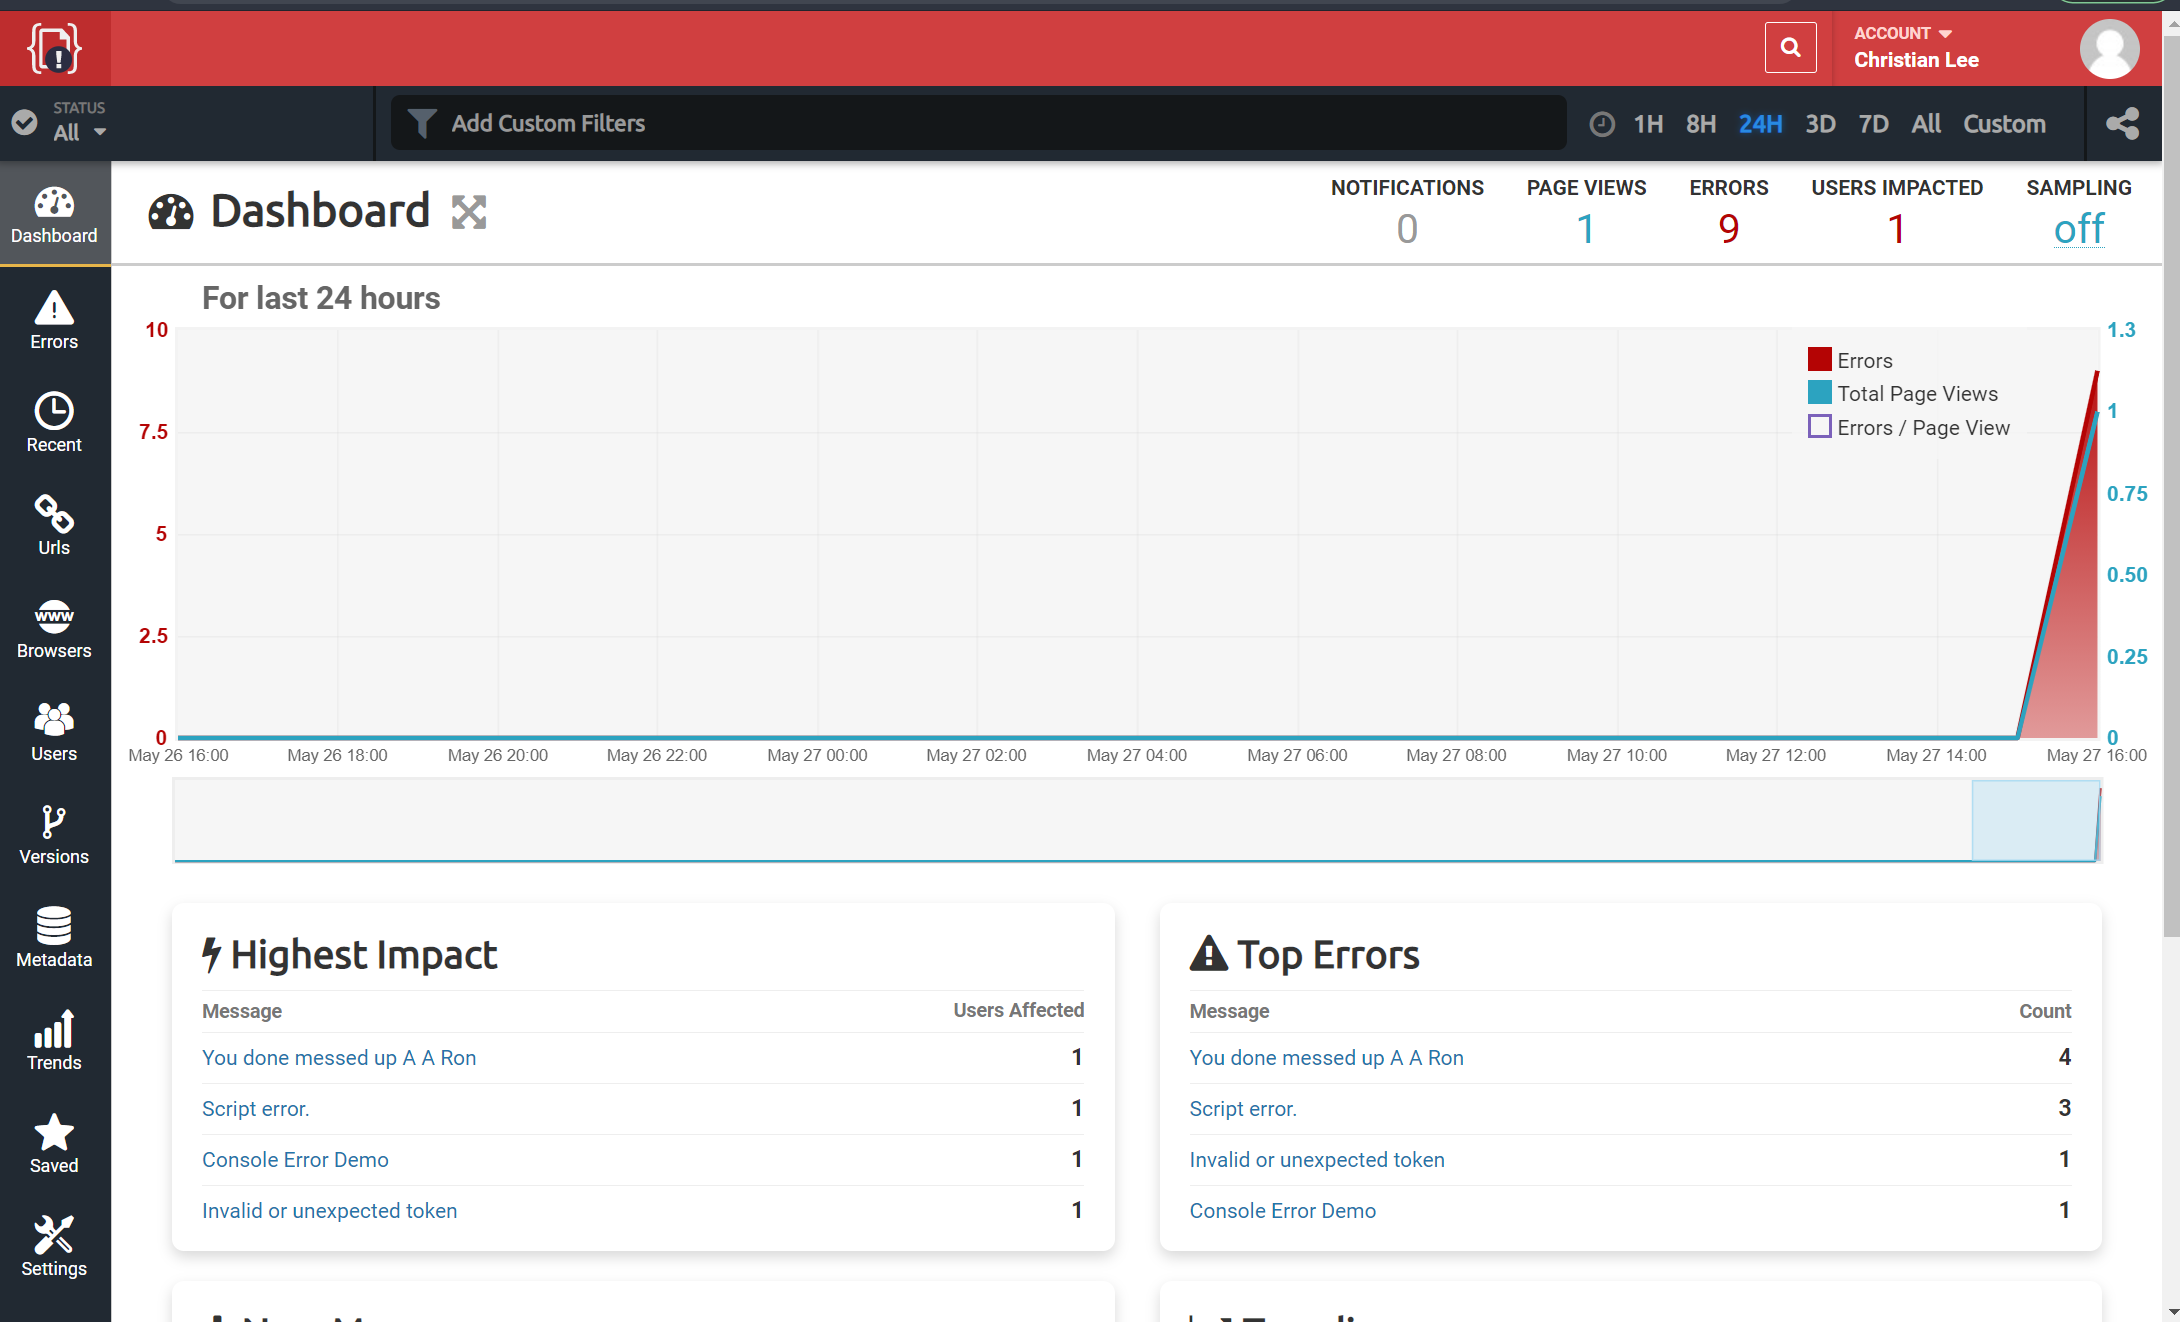 ACCOUNT
Christian Lee
STATUS
All
Add Custom Filters
1H 8H 24H 3D 7D All Custom
Dashboard
Errors
Recent
Urls
www
Browsers
Users
Versions
Metadata
Trends
Saved
Settings
Dashboard
NOTIFICATIONS PAGE VIEWS ERRORS USERS IMPACTED SAMPLING
0 1 9 1 off
For last 24 hours
10
7.5
5
2.5
0
Errors
Total Page Views
Errors / Page View
1.3
1
0.75
0.50
0.25
0
May 26 16:00 May 26 18:00 May 26 20:00 May 26 22:00 May 27 00:00 May 27 02:00 May 27 04:00 May 27 06:00 May 27 08:00 May 27 10:00 May 27 12:00 May 27 14:00 May 27 16:00
Highest Impact
Message Users Affected
You done messed up A A Ron 1
Script error. 1
Console Error Demo 1
Invalid or unexpected token 1
Top Errors
Message Count
You done messed up A A Ron 4
Script error. 3
Invalid or unexpected token 1
Console Error Demo 1